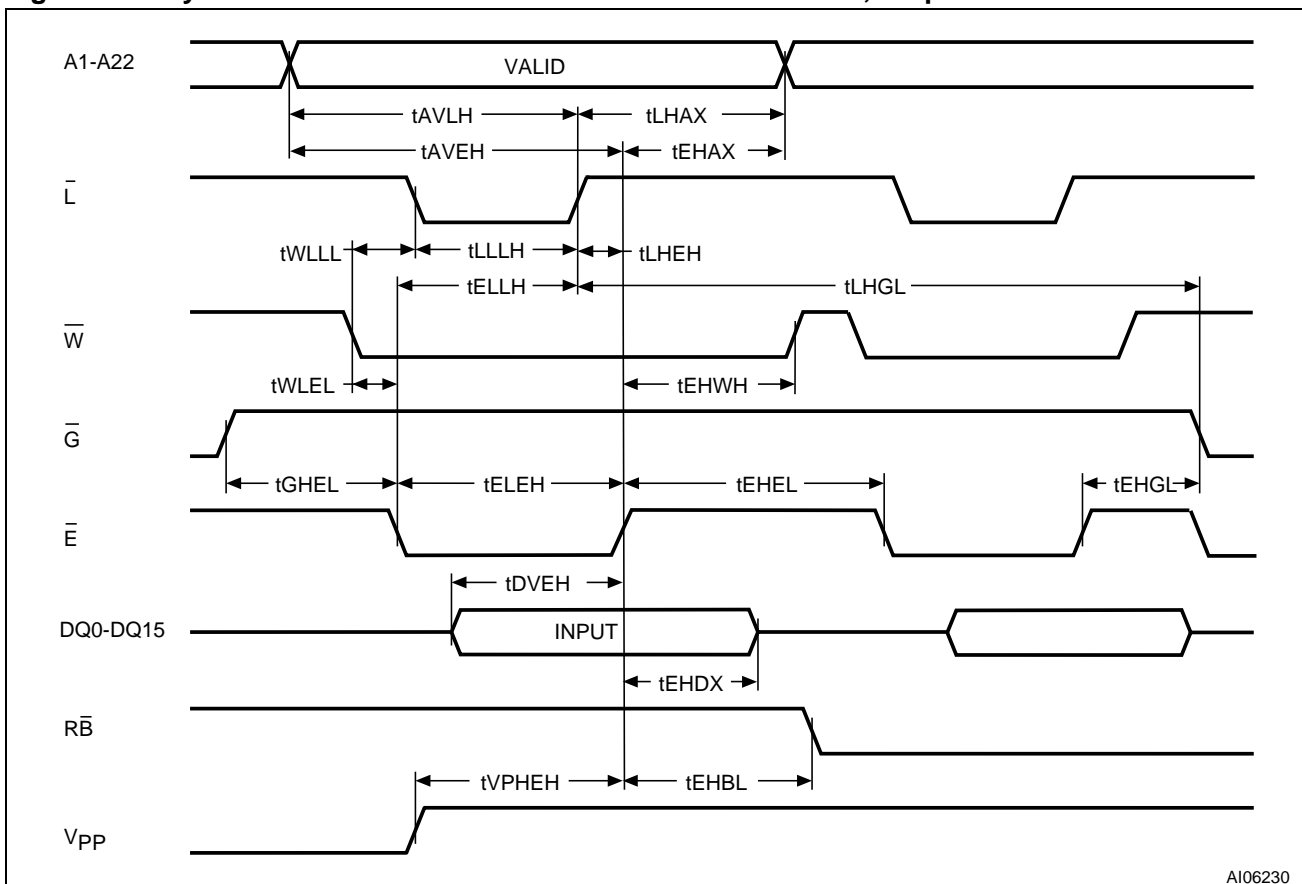 A1-A22
VALID
tAVLH
tLHAX
tAVEH
tEHAX
L̅
tWLLL
tLLLH
tLHEH
tELLH
tLHGL
W̅
tWLEL
tEHWH
G̅
tGHEL
tELEH
tEHEL
tEHGL
E̅
tDVEH
DQ0-DQ15
INPUT
tEHDX
RB̅
tVPHEH
tEHBL
VPP
AI06230